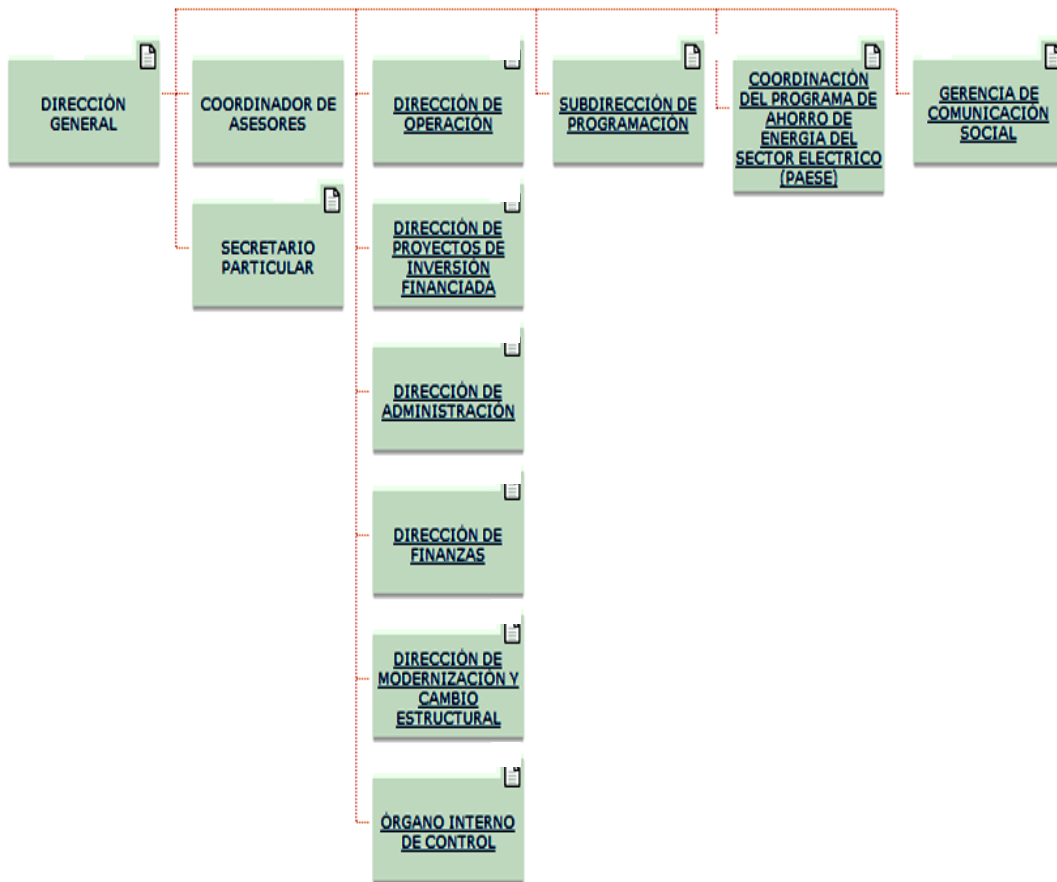 DIRECCIÓN
GENERAL
COORDINADOR DE
ASESORES
DIRECCIÓN DE
OPERACIÓN
SUBDIRECCIÓN DE
PROGRAMACIÓN
COORDINACIÓN
DEL PROGRAMA DE
AHORRO DE
ENERGIA DEL
SECTOR ELECTRICO
(PAESE)
GERENCIA DE
COMUNICACIÓN
SOCIAL
SECRETARIO
PARTICULAR
DIRECCIÓN DE
PROYECTOS DE
INVERSIÓN
FINANCIADA
DIRECCIÓN DE
ADMINISTRACIÓN
DIRECCIÓN DE
FINANZAS
DIRECCIÓN DE
MODERNIZACIÓN Y
CAMBIO
ESTRUCTURAL
ÓRGANO INTERNO
DE CONTROL